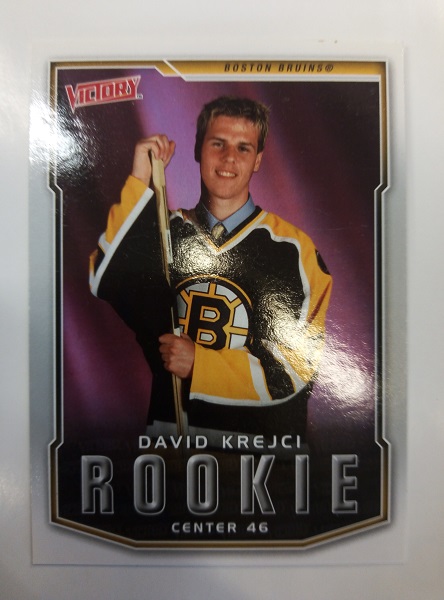 BOSTON BRUINS®
VICTORY
B
DAVID KREJCI
ROOKIE
CENTER 46